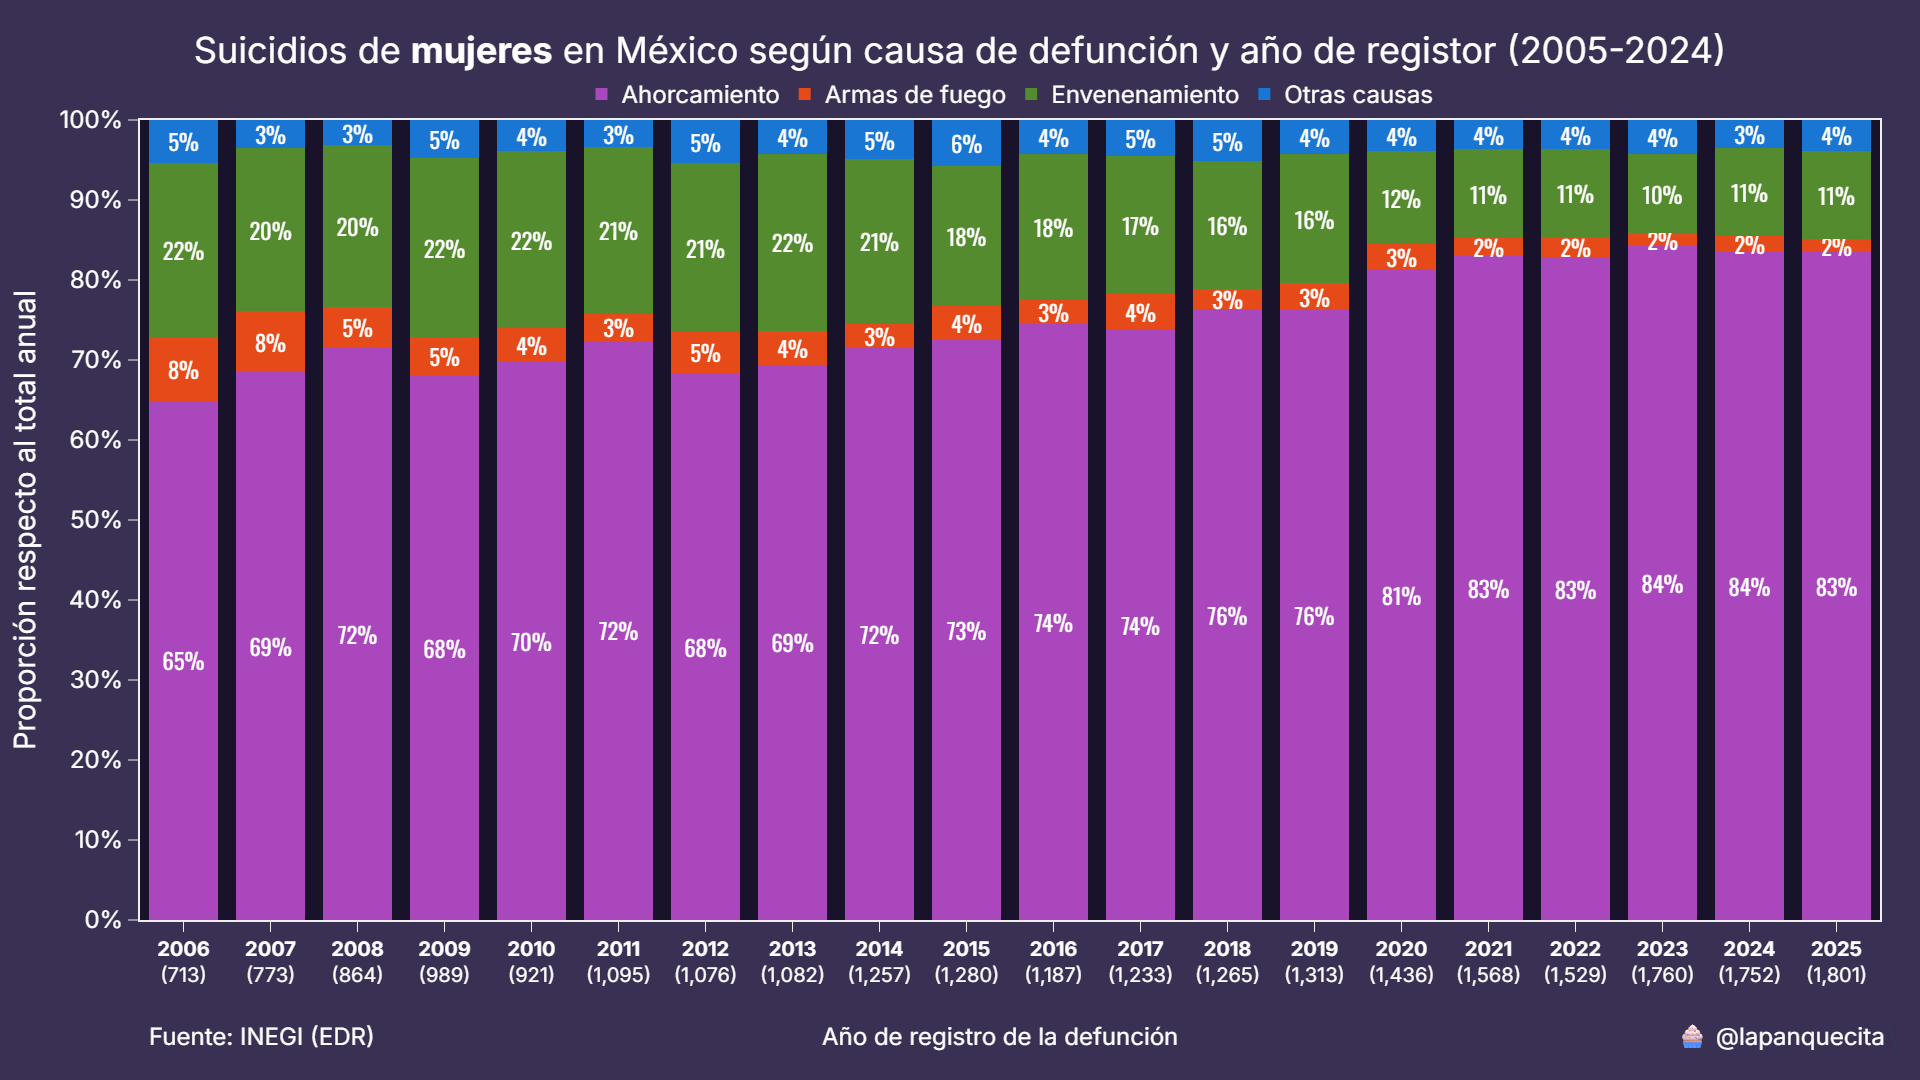 Suicidios de mujeres en México según causa de defunción y año de registor (2005-2024)
Ahorcamiento Armas de fuego Envenenamiento Otras causas
Proporción respecto al total anual
100%
90%
80%
70%
60%
50%
40%
30%
20%
10%
0%
5% 3% 3% 5% 4% 3% 5% 4% 5% 6% 4% 5% 5% 4% 4% 4% 4% 4% 3% 4%
22% 20% 20% 22% 22% 21% 21% 22% 21% 18% 18% 17% 16% 16% 12% 11% 11% 10% 11% 11%
8% 8% 5% 5% 4% 3% 5% 4% 3% 4% 3% 4% 3% 3% 3% 2% 2% 2% 2% 2%
65% 69% 72% 68% 70% 72% 68% 69% 72% 73% 74% 74% 76% 76% 81% 83% 83% 84% 84% 83%
2006 2007 2008 2009 2010 2011 2012 2013 2014 2015 2016 2017 2018 2019 2020 2021 2022 2023 2024 2025
(713) (773) (864) (989) (921) (1,095) (1,076) (1,082) (1,257) (1,280) (1,187) (1,233) (1,265) (1,313) (1,436) (1,568) (1,529) (1,760) (1,752) (1,801)
Fuente: INEGI (EDR) Año de registro de la defunción @lapanquecita